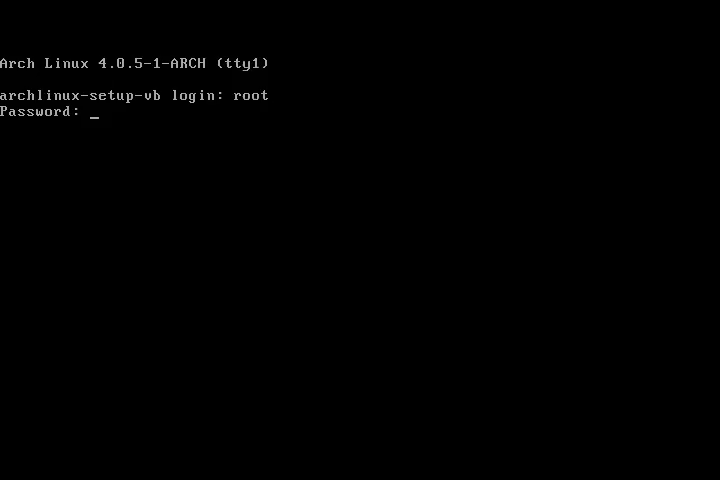 Arch Linux 4.0.5-1-ARCH (tty1)
archlinux-setup-vb login: root
Password: _